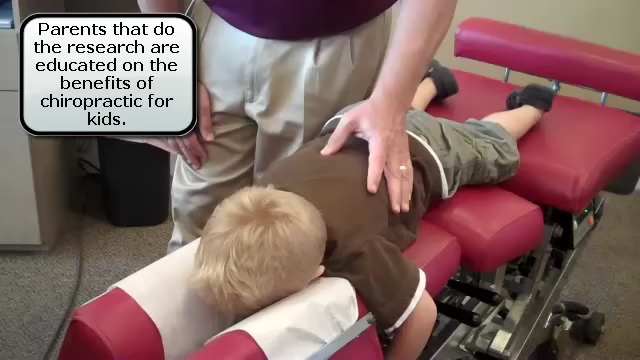 Parents that do
the research are
educated on the
benefits of
chiropractic for
kids.